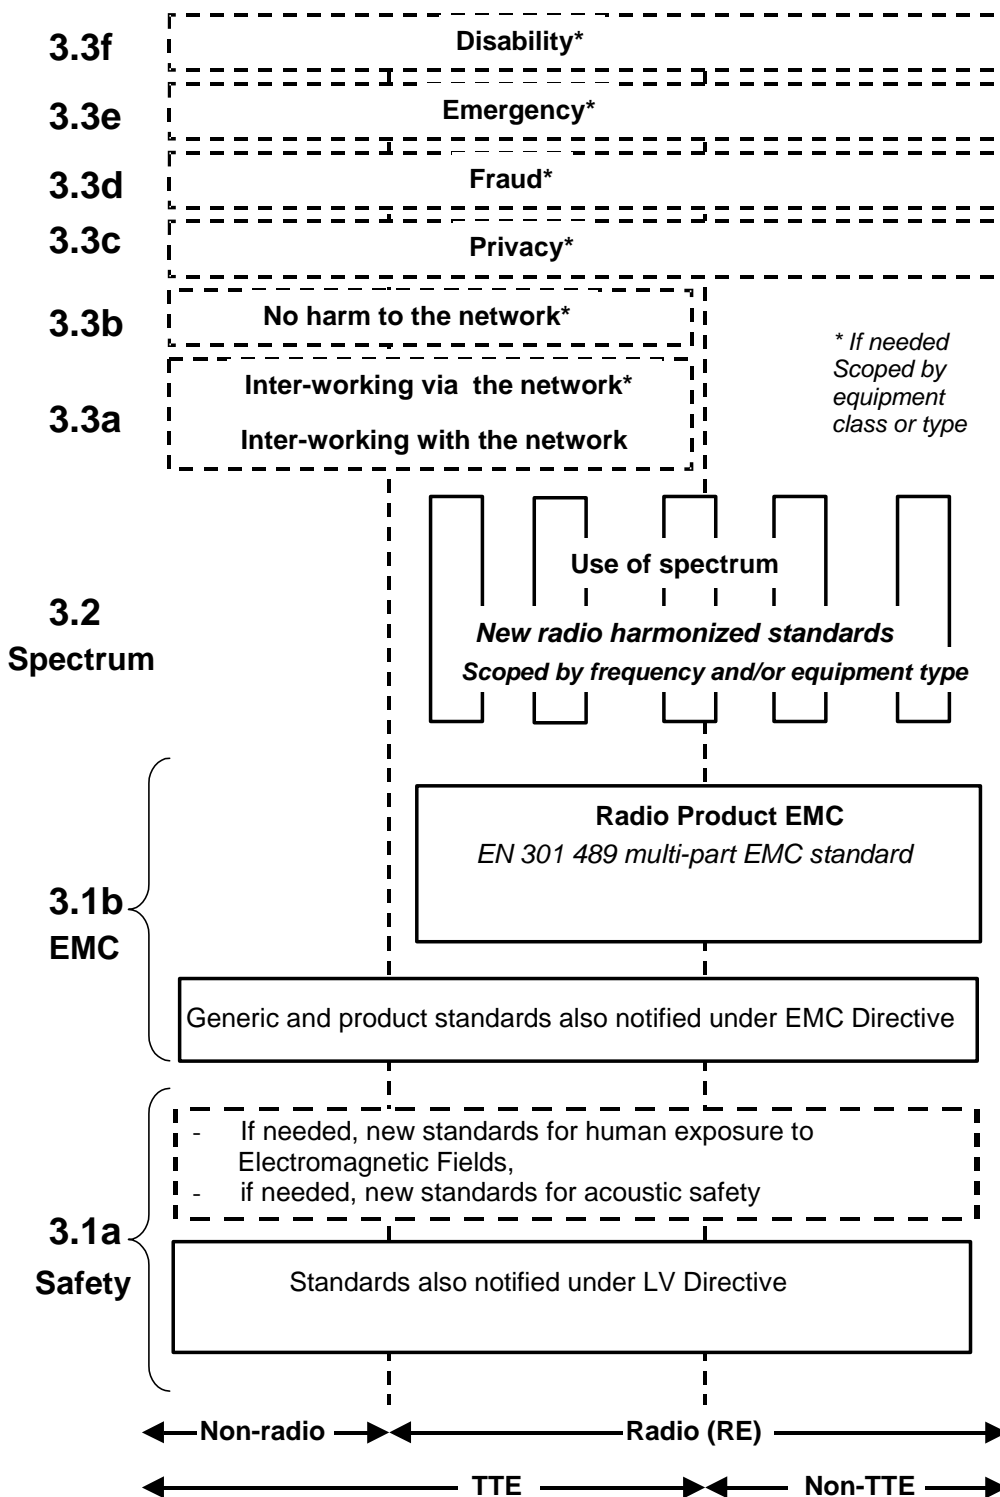 3.3f
Disability*
3.3e
Emergency*
3.3d
Fraud*
3.3c
Privacy*
3.3b
No harm to the network*
3.3a
Inter-working via the network*
Inter-working with the network
* If needed
Scoped by
equipment
class or type
3.2
Spectrum
Use of spectrum
New radio harmonized standards
Scoped by frequency and/or equipment type
3.1b
EMC
Radio Product EMC
EN 301 489 multi-part EMC standard
Generic and product standards also notified under EMC Directive
3.1a
Safety
- If needed, new standards for human exposure to
Electromagnetic Fields,
- if needed, new standards for acoustic safety
Standards also notified under LV Directive
Non-radio
Radio (RE)
TTE
Non-TTE